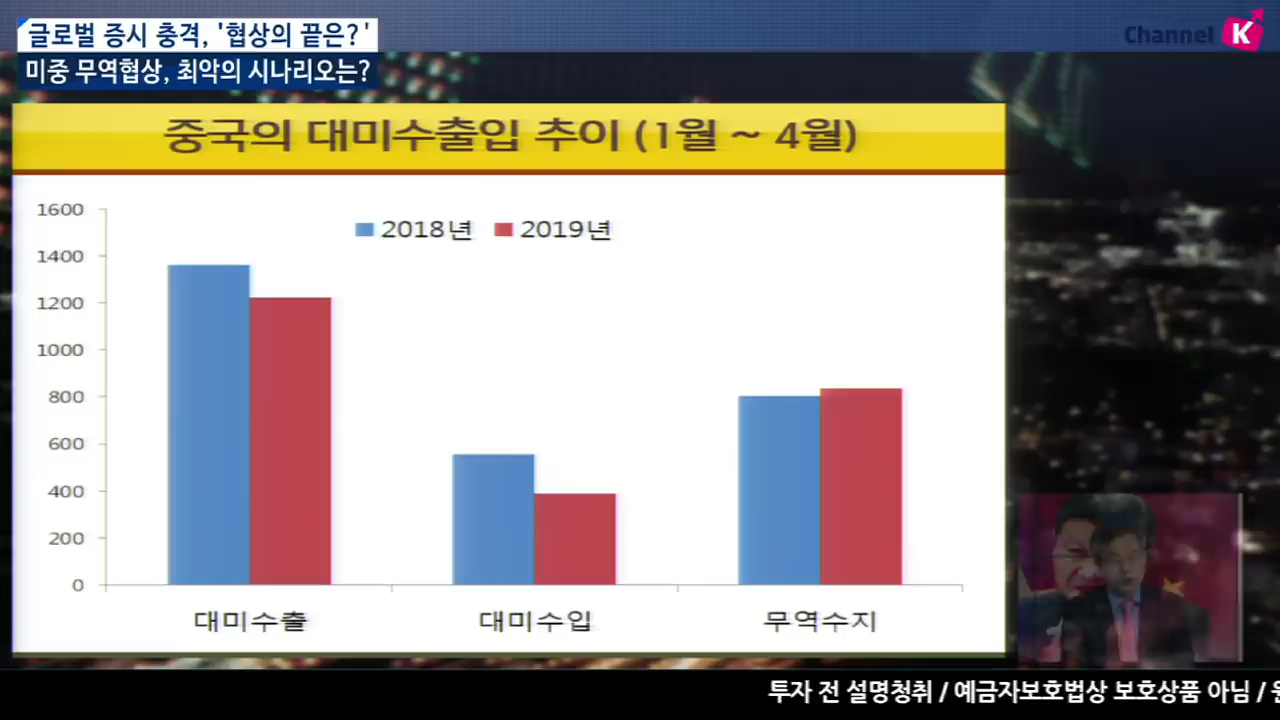 글로벌 증시 충격, '협상의 끝은?'
Channel K
미중 무역협상, 최악의 시나리오는?
중국의 대미수출입 추이 (1월 ~ 4월)
2018년 2019년
1600
1400
1200
1000
800
600
400
200
0
대미수출 대미수입 무역수지
투자 전 설명청취 / 예금자보호법상 보호상품 아님 /